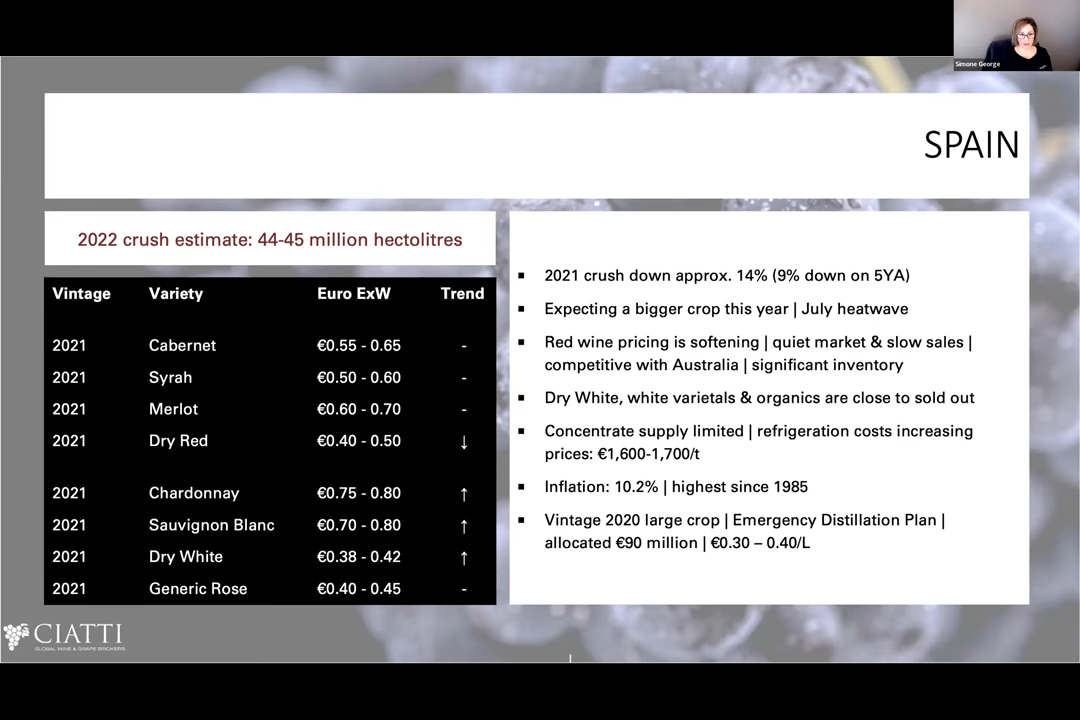 Simone George
SPAIN
2022 crush estimate: 44-45 million hectolitres
Vintage Variety Euro ExW Trend
2021 Cabernet €0.55 - 0.65 -
2021 Syrah €0.50 - 0.60 -
2021 Merlot €0.60 - 0.70 -
2021 Dry Red €0.40 - 0.50 ↓
2021 Chardonnay €0.75 - 0.80 ↑
2021 Sauvignon Blanc €0.70 - 0.80 ↑
2021 Dry White €0.38 - 0.42 ↑
2021 Generic Rose €0.40 - 0.45 -
▪ 2021 crush down approx. 14% (9% down on 5YA)
▪ Expecting a bigger crop this year | July heatwave
▪ Red wine pricing is softening | quiet market & slow sales |
competitive with Australia | significant inventory
▪ Dry White, white varietals & organics are close to sold out
▪ Concentrate supply limited | refrigeration costs increasing
prices: €1,600-1,700/t
▪ Inflation: 10.2% | highest since 1985
▪ Vintage 2020 large crop | Emergency Distillation Plan |
allocated €90 million | €0.30 – 0.40/L
CIATTI
GLOBAL WINE & GRAPE BROKERS